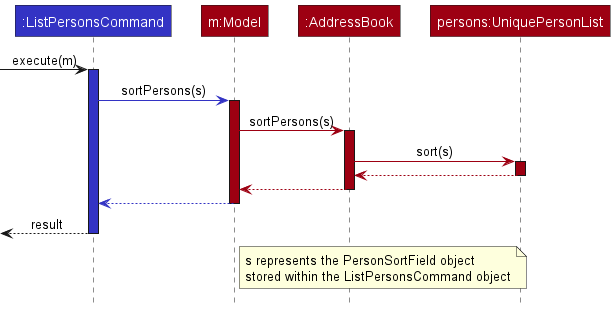 :ListPersonsCommand
m:Model
:AddressBook
persons:UniquePersonList
execute(m)
sortPersons(s)
sortPersons(s)
sort(s)
result
s represents the PersonSortField object
stored within the ListPersonsCommand object